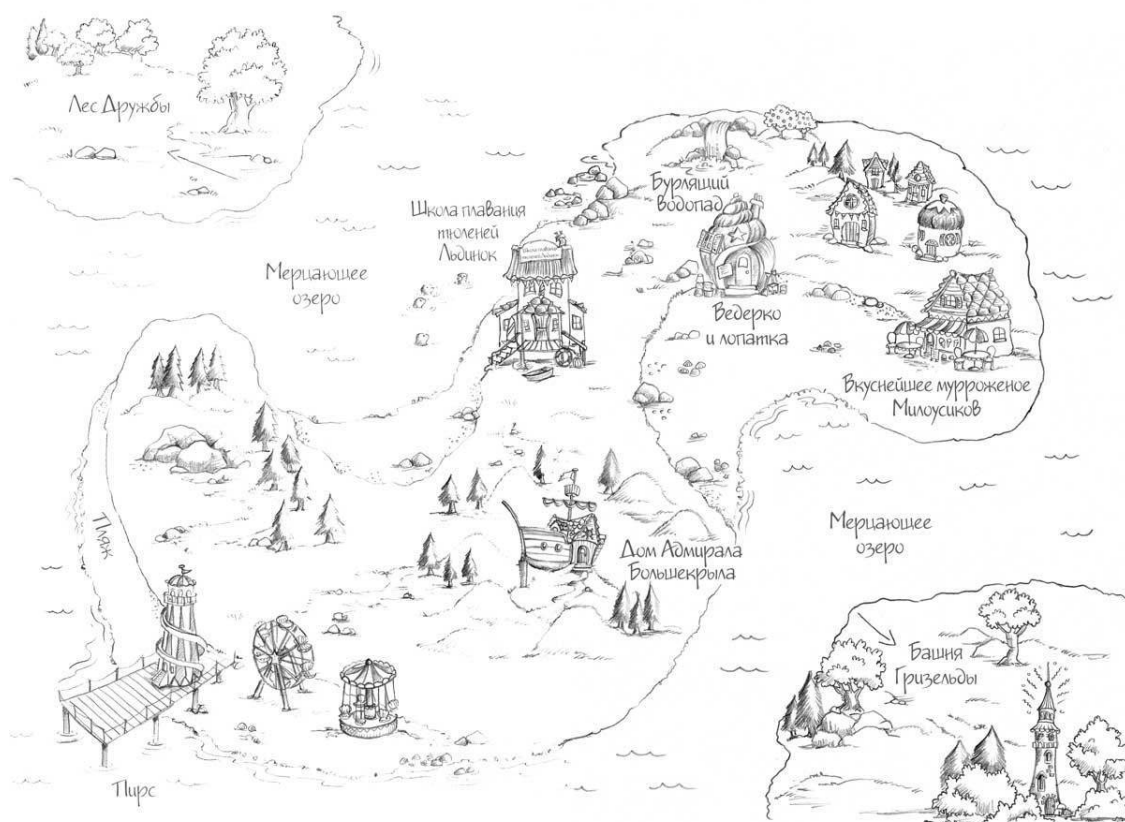 Лес Дружбы
Бурлящий
водопад
Школа плавания
тюленей
Льдинок
Мерцающее
озеро
Ведерко
и лопатка
Вкуснейшее мурроженое
Милоусиков
Пляж
Мерцающее
озеро
Дом Адмирала
Большекрыла
Башня
Гризельды
Пирс